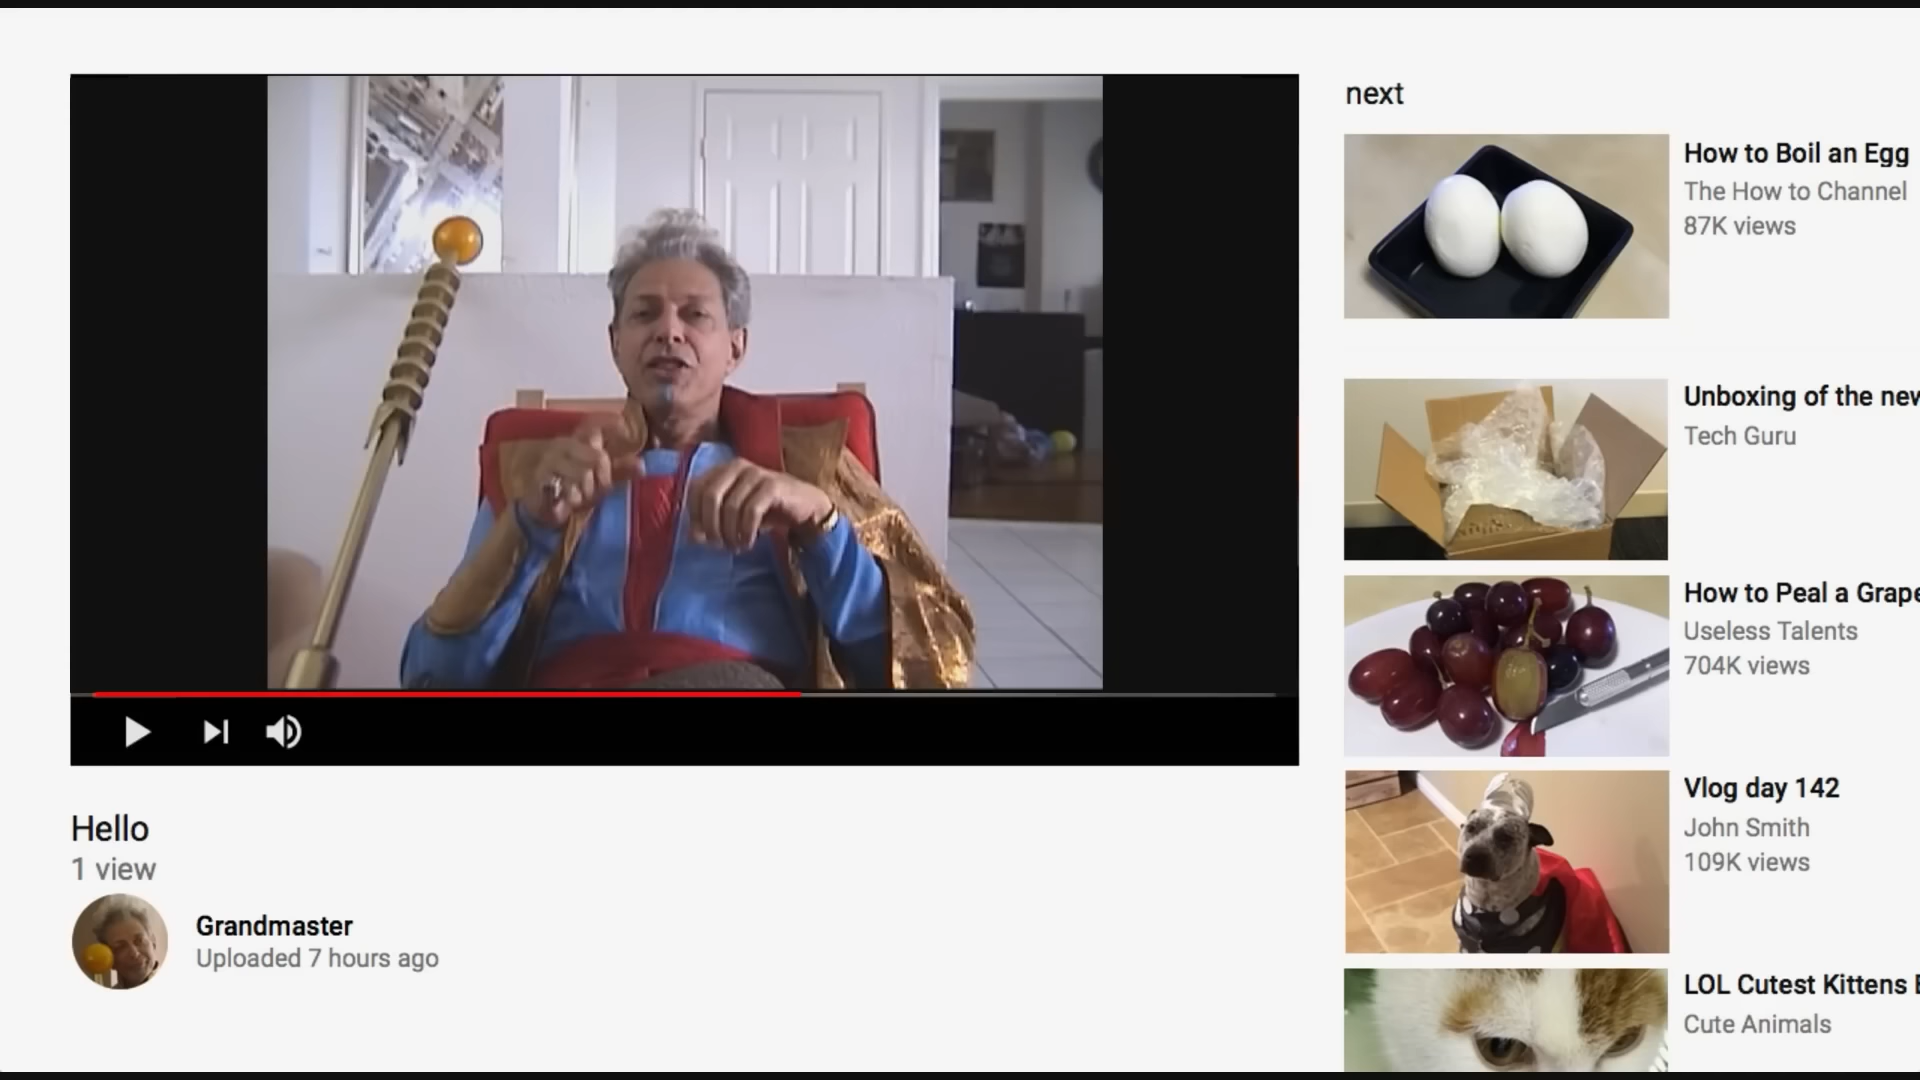 next
How to Boil an Egg
The How to Channel
87K views
Unboxing of the new
Tech Guru
How to Peal a Grape
Useless Talents
704K views
Vlog day 142
John Smith
109K views
LOL Cutest Kittens
Cute Animals
Hello
1 view
Grandmaster
Uploaded 7 hours ago